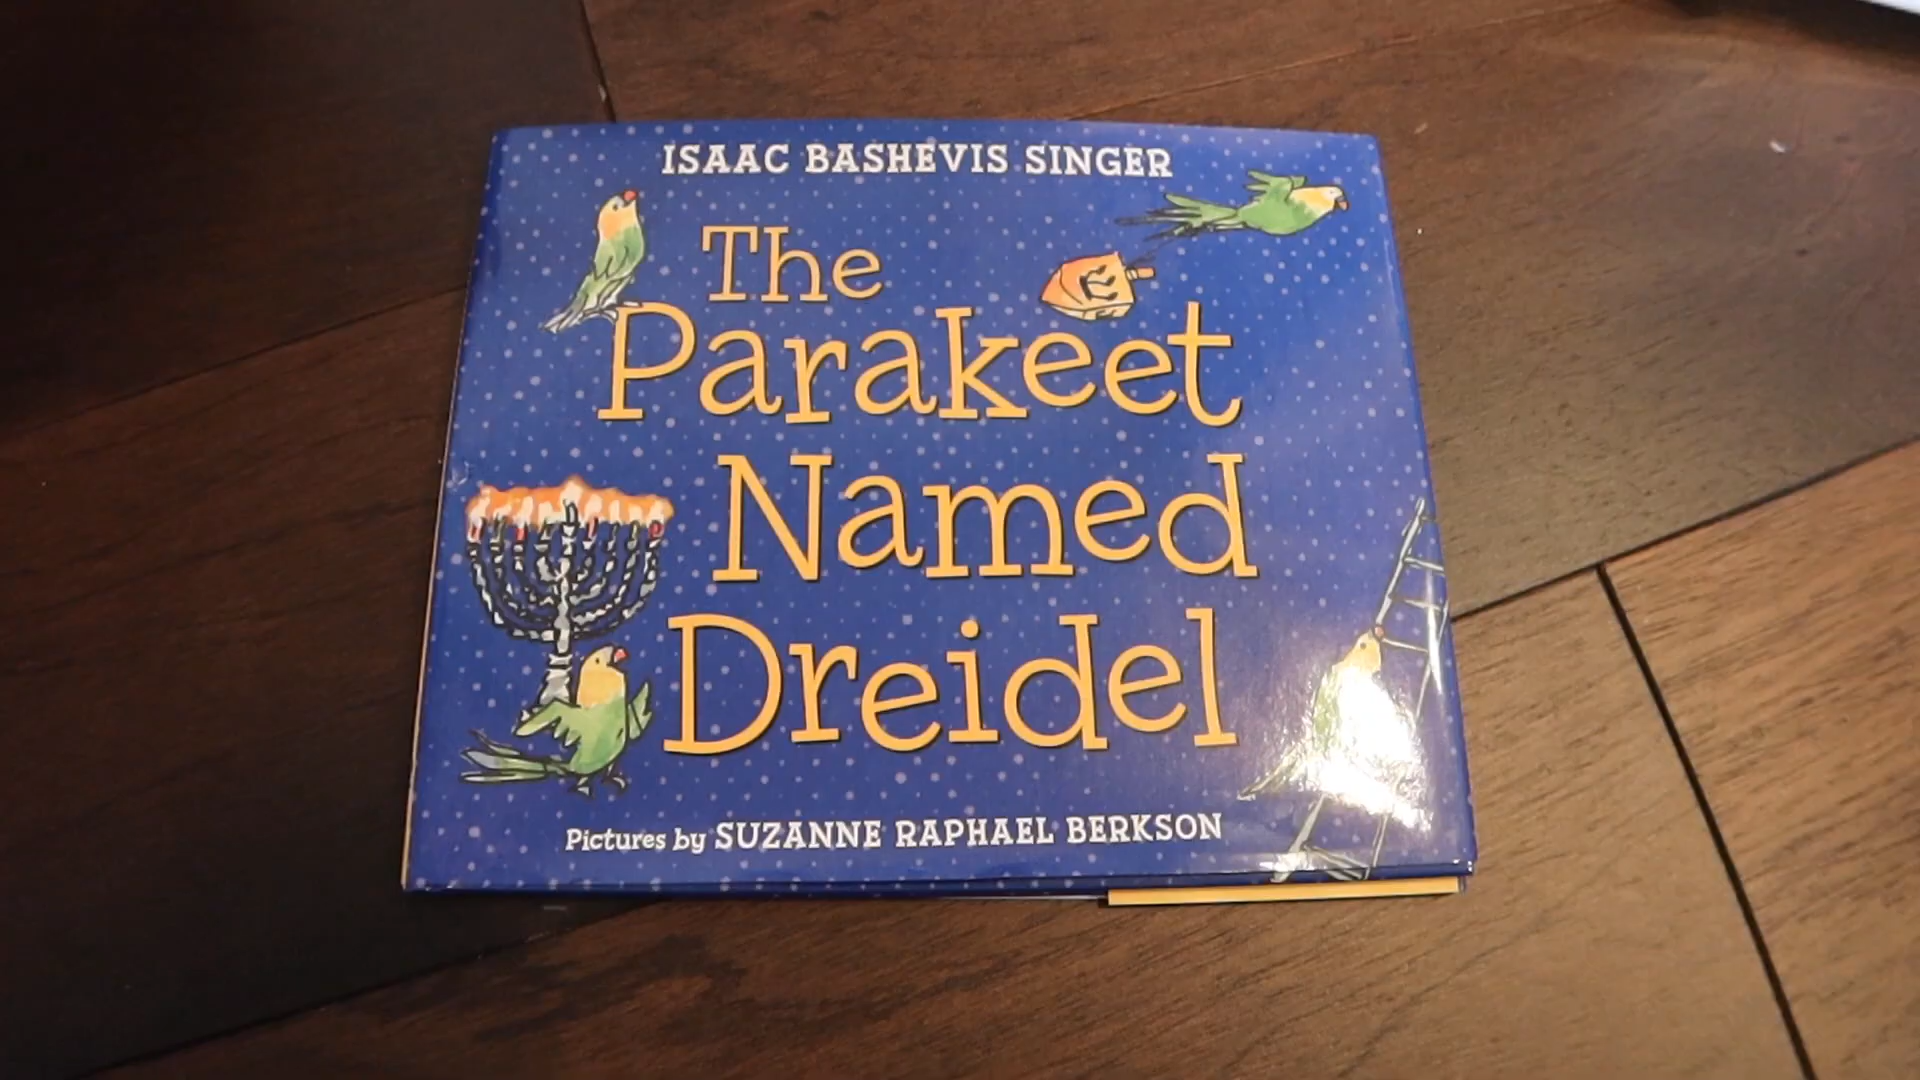 ISAAC BASHEVIS SINGER
The
Parakeet
Named
Dreidel
Pictures by SUZANNE RAPHAEL BERKSON